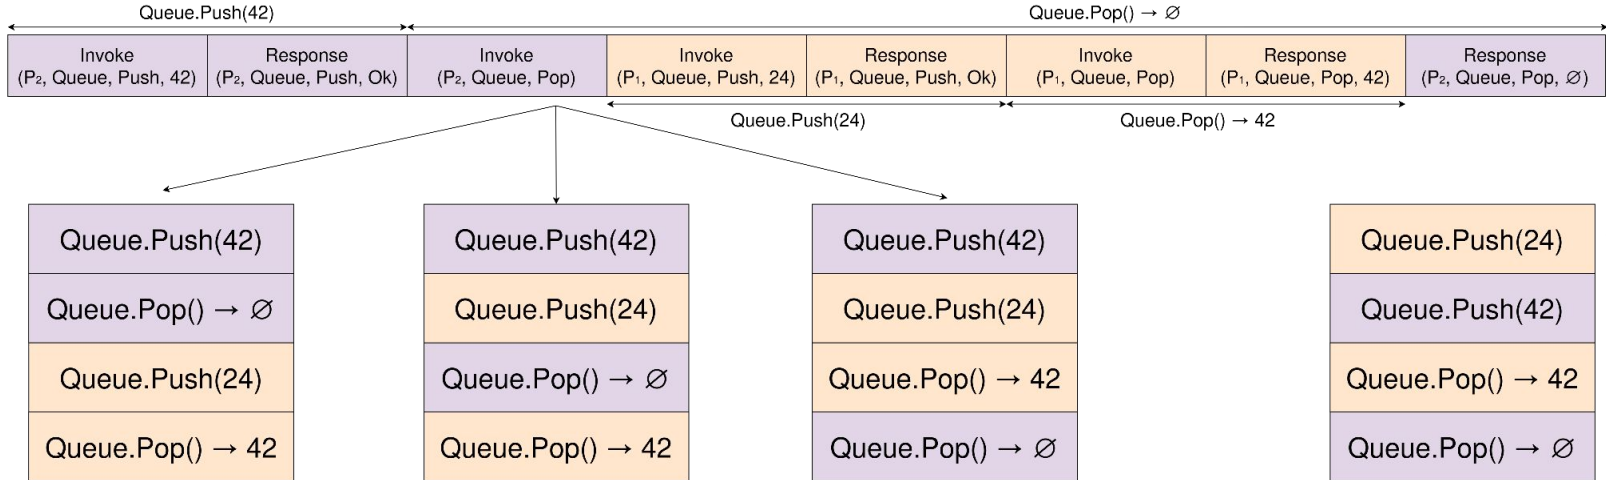 Queue.Push(42)
Queue.Pop() → ∅
Invoke
(P₂, Queue, Push, 42)
Response
(P₂, Queue, Push, Ok)
Invoke
(P₂, Queue, Pop)
Invoke
(P₁, Queue, Push, 24)
Response
(P₁, Queue, Push, Ok)
Invoke
(P₁, Queue, Pop)
Response
(P₁, Queue, Pop, 42)
Response
(P₂, Queue, Pop, ∅)
Queue.Push(24)
Queue.Pop() → 42
Queue.Push(42)
Queue.Pop() → ∅
Queue.Push(24)
Queue.Pop() → 42
Queue.Push(42)
Queue.Push(24)
Queue.Pop() → ∅
Queue.Pop() → 42
Queue.Push(42)
Queue.Push(24)
Queue.Pop() → 42
Queue.Pop() → ∅
Queue.Push(24)
Queue.Push(42)
Queue.Pop() → 42
Queue.Pop() → ∅